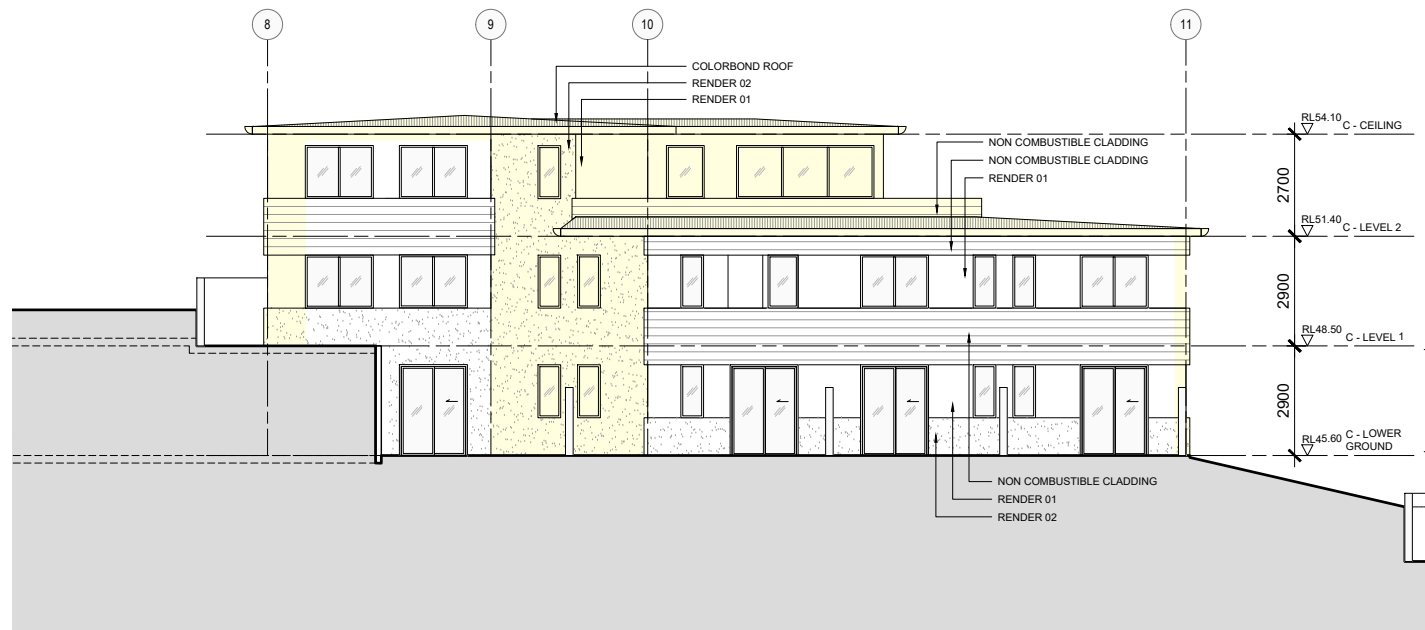 8
9
10
11
COLORBOND ROOF
RENDER 02
RENDER 01
RL54.10
C - CEILING
NON COMBUSTIBLE CLADDING
NON COMBUSTIBLE CLADDING
RENDER 01
2700
RL51.40
C - LEVEL 2
2900
RL48.50
C - LEVEL 1
2900
RL45.60
C - LOWER
GROUND
NON COMBUSTIBLE CLADDING
RENDER 01
RENDER 02